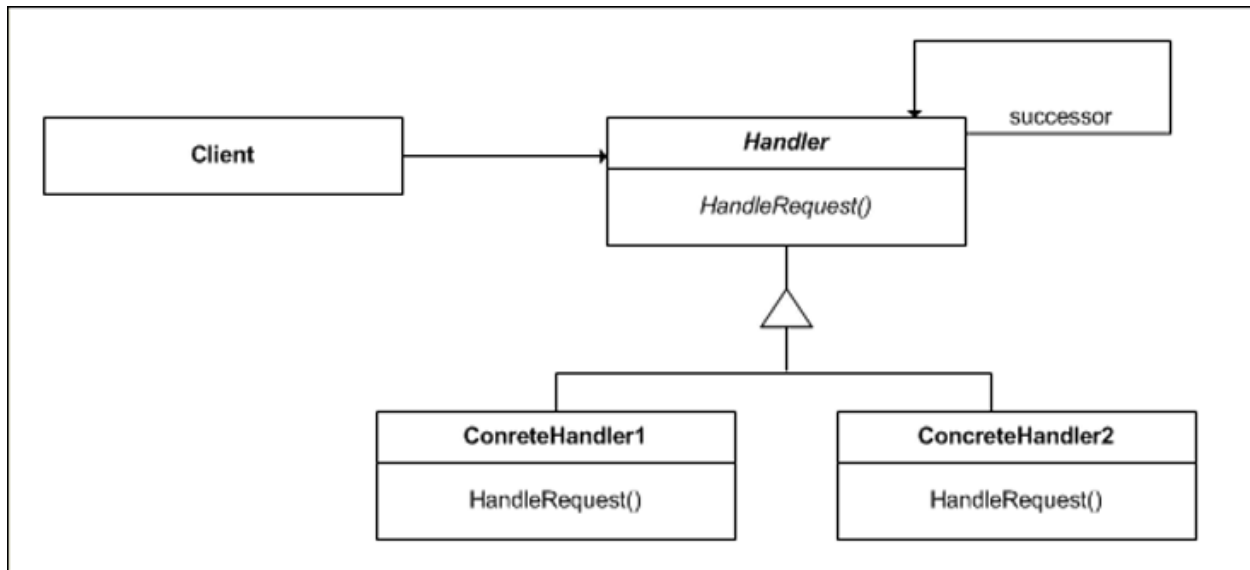 successor
Client
Handler
HandleRequest()
ConreteHandler1
ConcreteHandler2
HandleRequest()
HandleRequest()